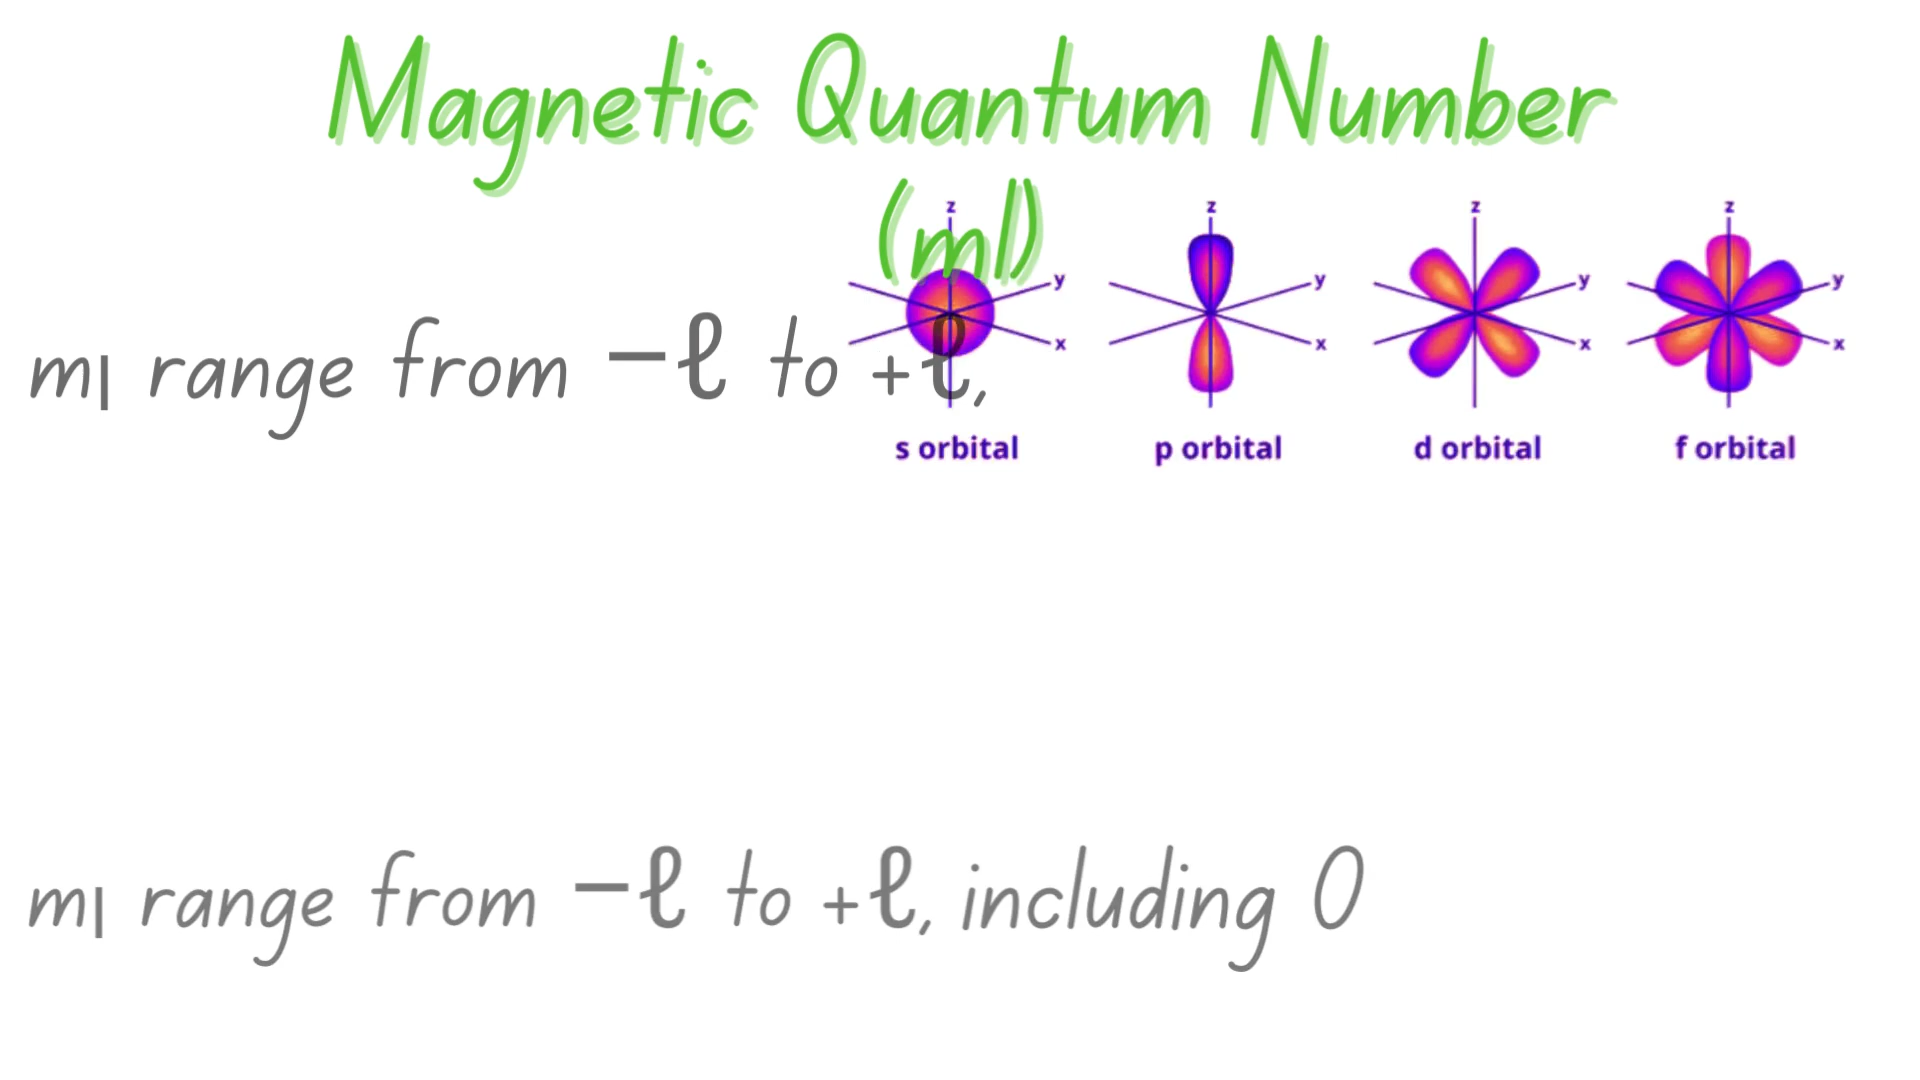 Magnetic Quantum Number
(ml)
z z z z
y y y y
ml range from −ℓ to +ℓ,
x x x x
s orbital p orbital d orbital f orbital
ml range from −ℓ to +ℓ, including 0